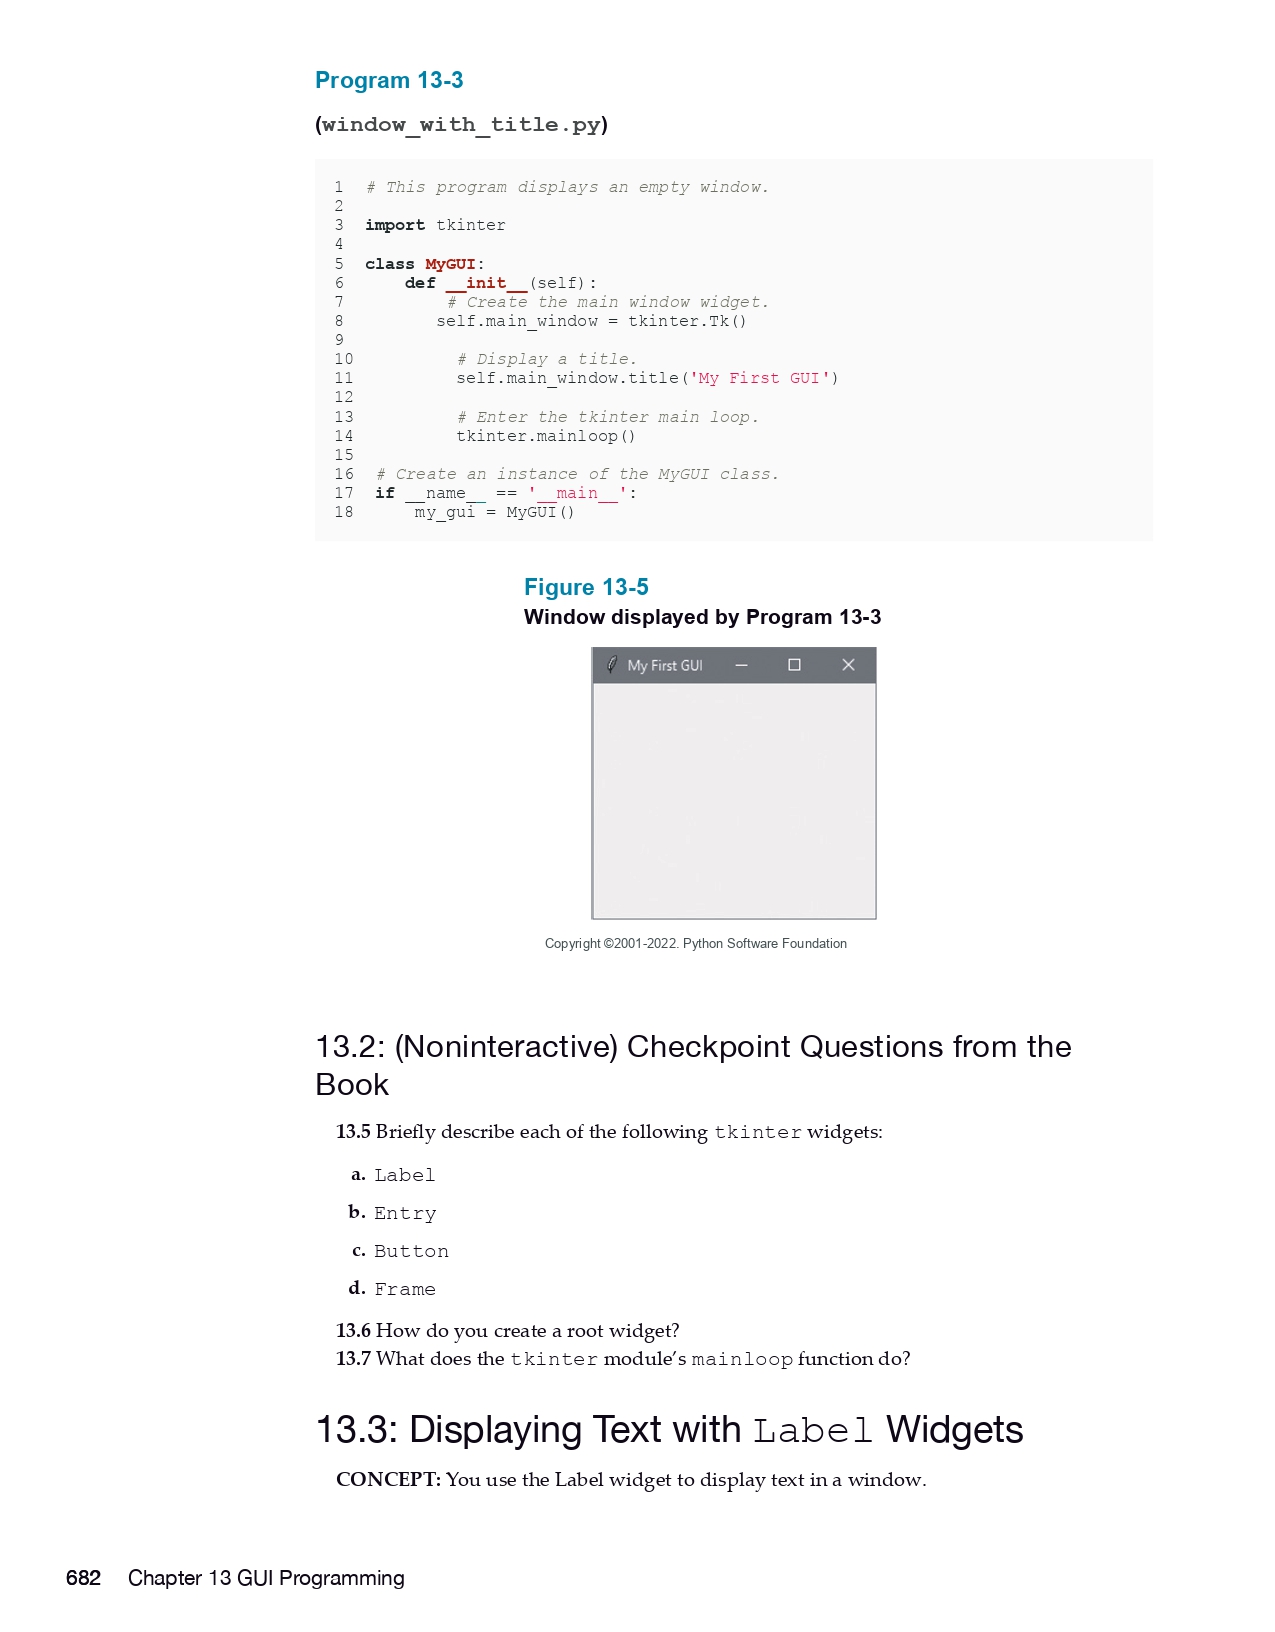 Program 13-3
(window_with_title.py)
1  # This program displays an empty window.
2
3  import tkinter
4
5  class MyGUI:
6      def __init__(self):
7          # Create the main window widget.
8         self.main_window = tkinter.Tk()
9
10          # Display a title.
11          self.main_window.title('My First GUI')
12
13          # Enter the tkinter main loop.
14          tkinter.mainloop()
15
16  # Create an instance of the MyGUI class.
17  if __name__ == '__main__':
18      my_gui = MyGUI()
Figure 13-5
Window displayed by Program 13-3
My First GUI
Copyright ©2001-2022. Python Software Foundation
13.2: (Noninteractive) Checkpoint Questions from the
Book
13.5 Briefly describe each of the following tkinter widgets:
a. Label
b. Entry
c. Button
d. Frame
13.6 How do you create a root widget?
13.7 What does the tkinter module’s mainloop function do?
13.3: Displaying Text with Label Widgets
CONCEPT: You use the Label widget to display text in a window.
682 Chapter 13 GUI Programming